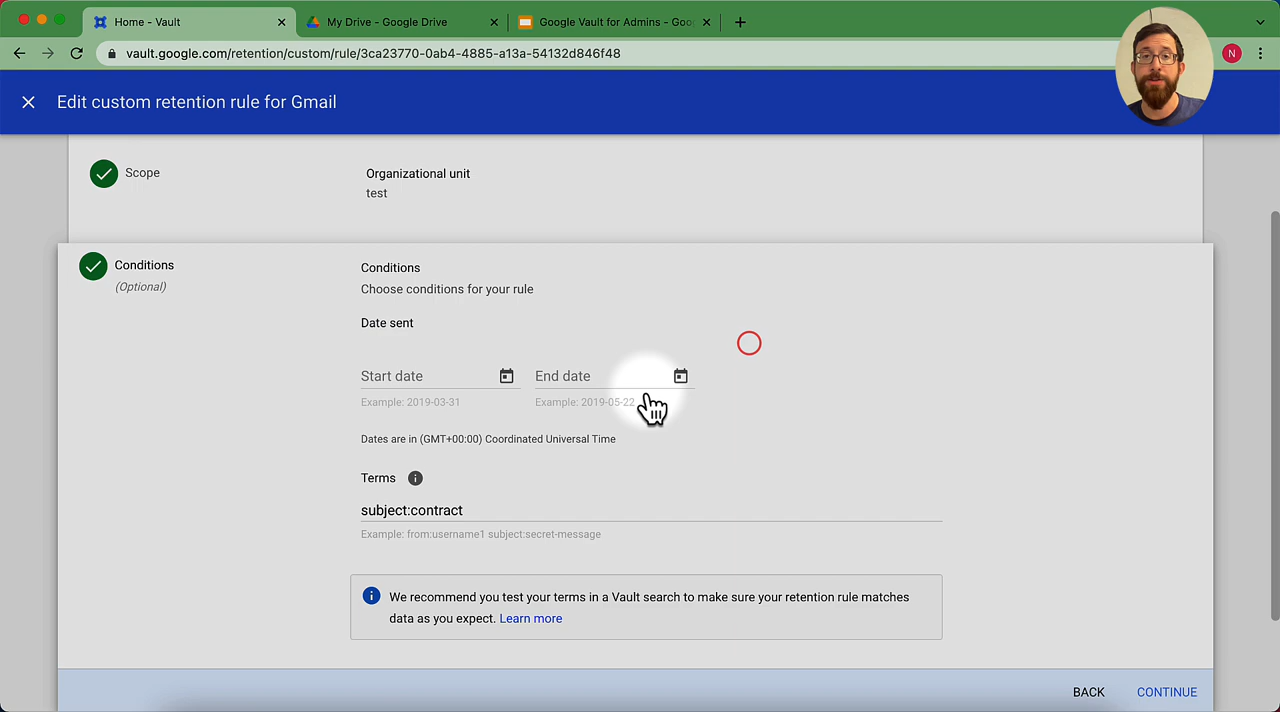 Home - Vault
My Drive - Google Drive
Google Vault for Admins - Goo
vault.google.com/retention/custom/rule/3ca23770-0ab4-4885-a13a-54132d846f48
N
Edit custom retention rule for Gmail
Scope
Organizational unit
test
Conditions
(Optional)
Conditions
Choose conditions for your rule
Date sent
Start date
End date
Example: 2019-03-31
Example: 2019-05-22
Dates are in (GMT+00:00) Coordinated Universal Time
Terms
subject:contract
Example: from:username1 subject:secret-message
We recommend you test your terms in a Vault search to make sure your retention rule matches
data as you expect. Learn more
BACK
CONTINUE